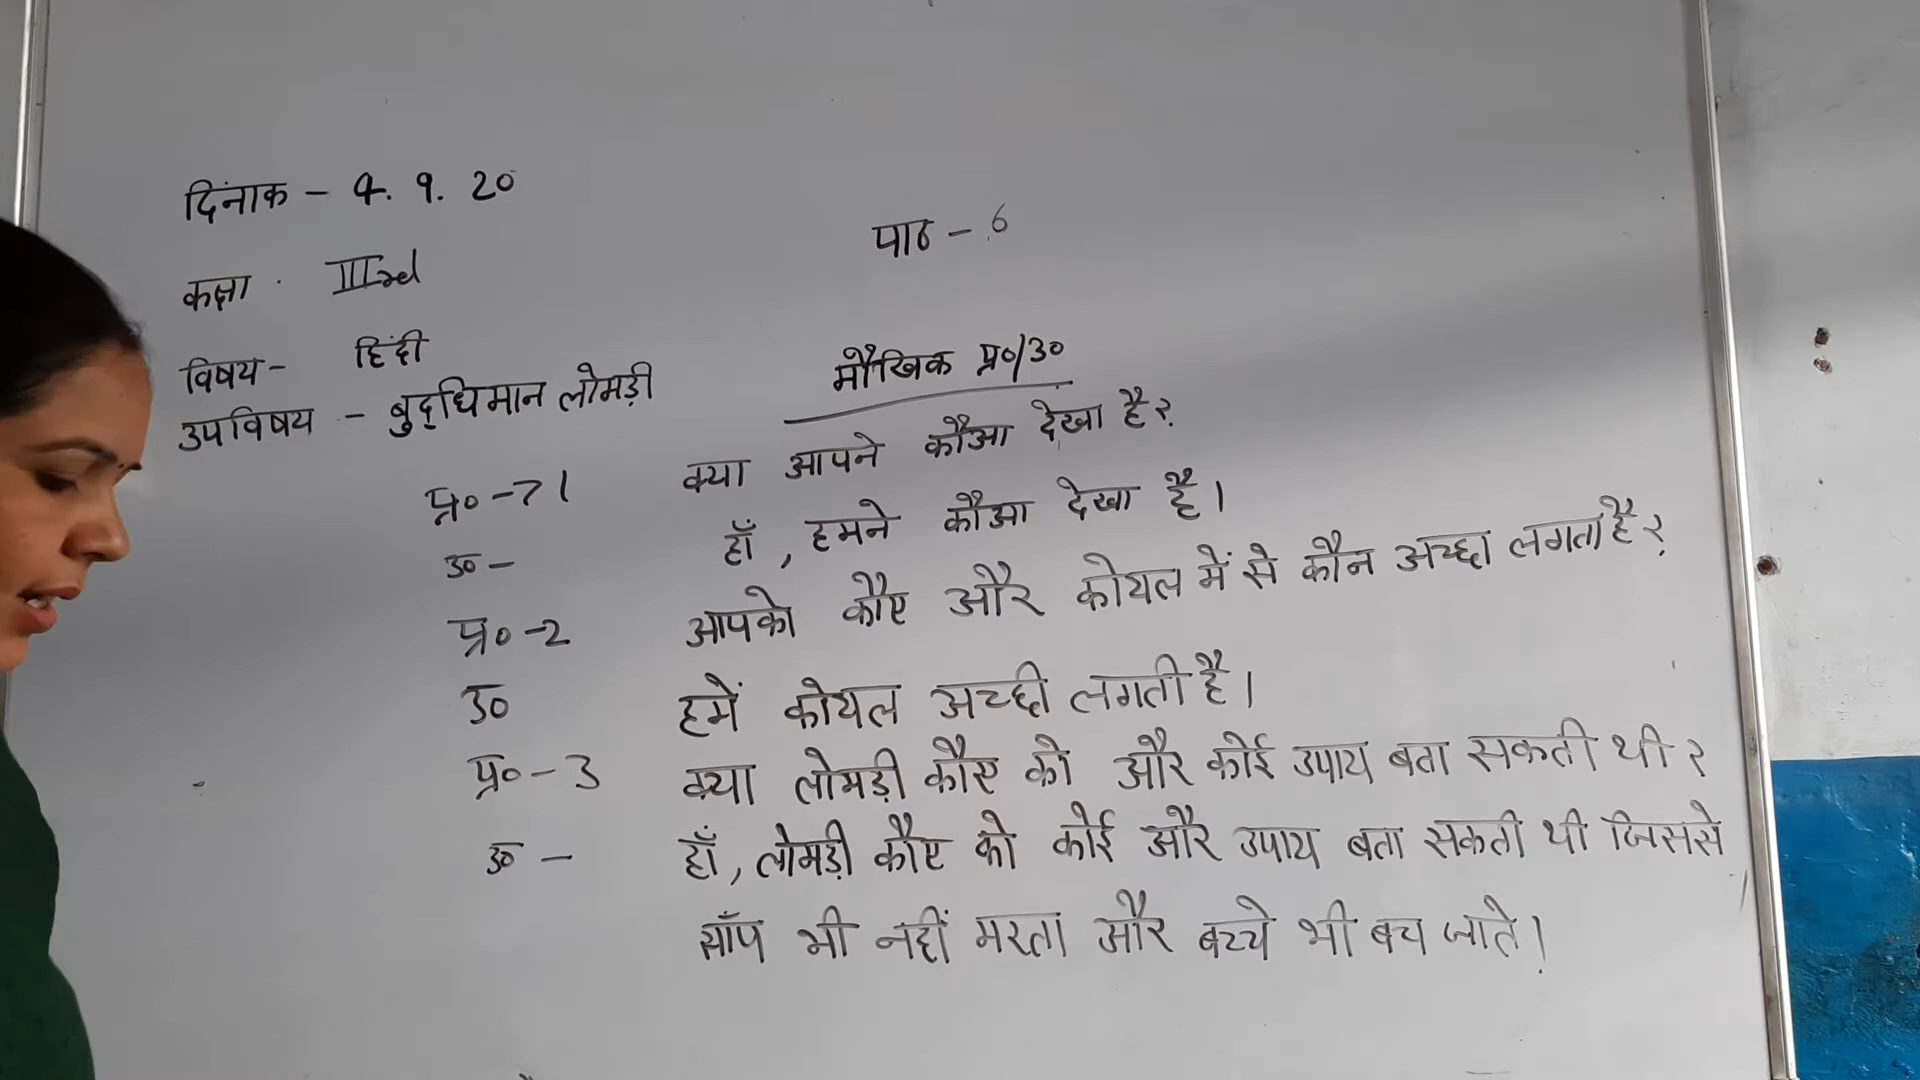 दिंनाक - 4. 9. 20
पाठ - 6
कक्षा . IIIrd
विषय - हिंदी
उपविषय - बुद्धिमान लोमड़ी
मौखिक प्र०/उ०
प्र० -> 1 क्या आपने कौआ देखा है?
उ० - हाँ, हमने कौआ देखा है।
प्र० - 2 आपको कौए और कोयल में से कौन अच्छा लगता है?
उ० हमें कोयल अच्छी लगती है।
प्र० - 3 क्या लोमड़ी कौए को और कोई उपाय बता सकती थी?
उ० - हाँ, लोमड़ी कौए को कोई और उपाय बता सकती थी जिससे
साँप भी नहीं मरता और बच्चे भी बच जाते।